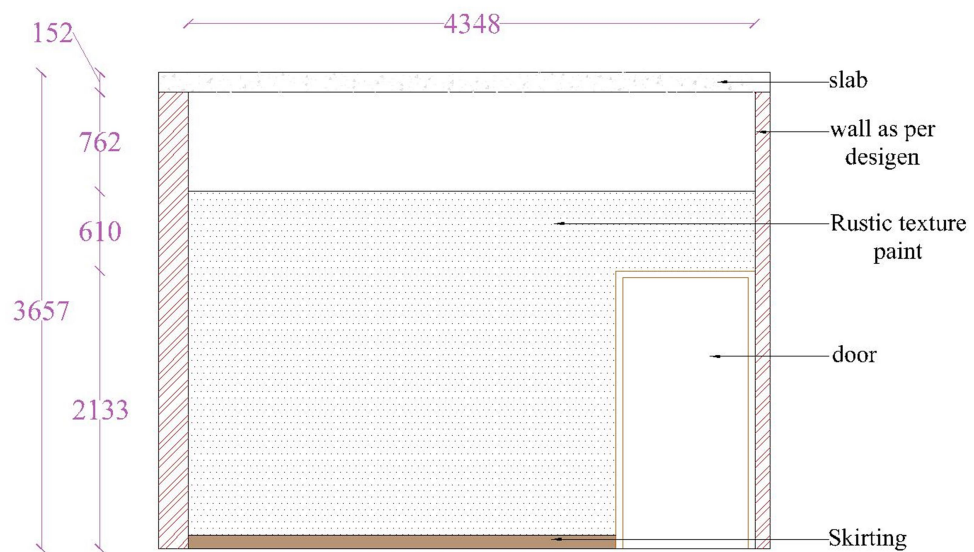 4348
152
slab
762
wall as per
desigen
610
Rustic texture
paint
3657
door
2133
Skirting